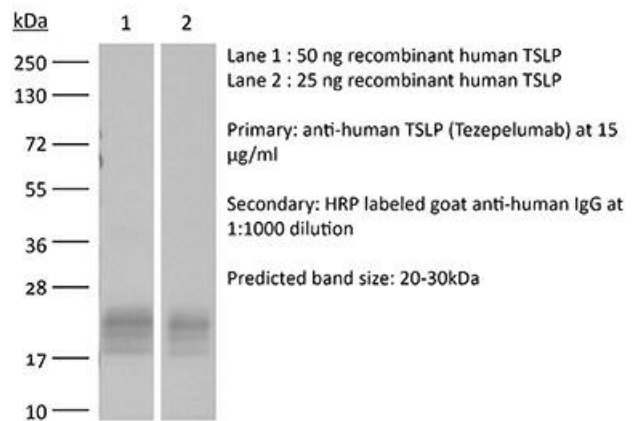 kDa
1 2
250
130
72
55
36
28
17
10
Lane 1 : 50 ng recombinant human TSLP
Lane 2 : 25 ng recombinant human TSLP
Primary: anti-human TSLP (Tezepelumab) at 15
µg/ml
Secondary: HRP labeled goat anti-human IgG at
1:1000 dilution
Predicted band size: 20-30kDa